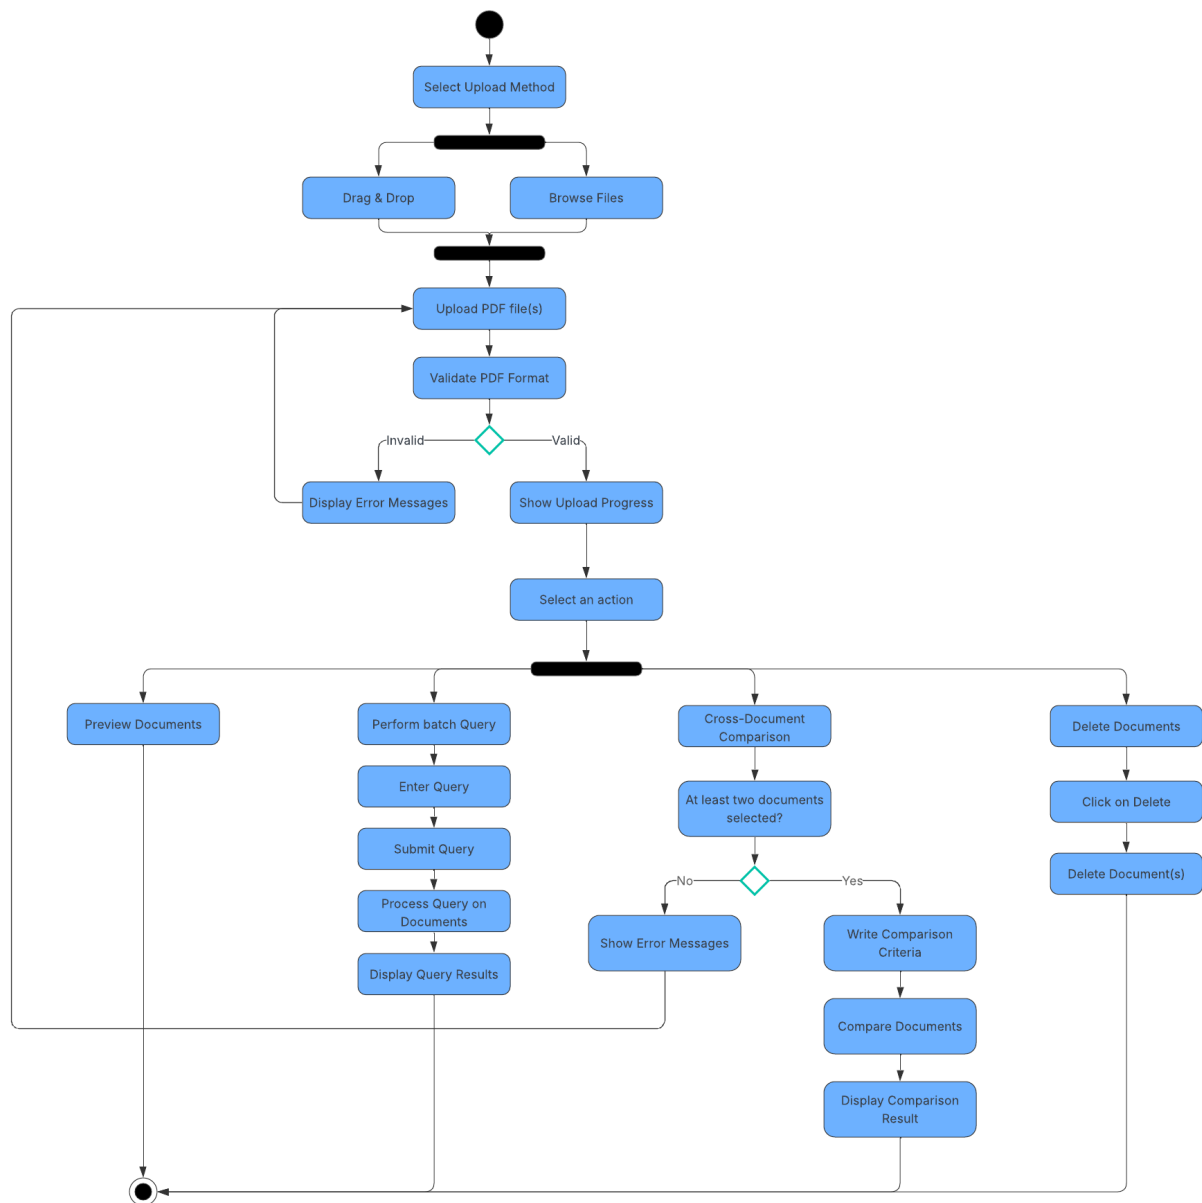 Select Upload Method
Drag & Drop
Browse Files
Upload PDF file(s)
Validate PDF Format
Invalid
Valid
Display Error Messages
Show Upload Progress
Select an action
Preview Documents
Perform batch Query
Enter Query
Submit Query
Process Query on
Documents
Display Query Results
Cross-Document
Comparison
At least two documents
selected?
No
Yes
Show Error Messages
Write Comparison
Criteria
Compare Documents
Display Comparison
Result
Delete Documents
Click on Delete
Delete Document(s)